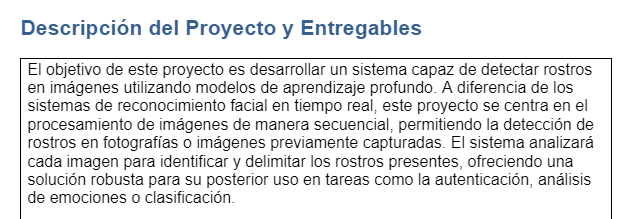 Descripción del Proyecto y Entregables
El objetivo de este proyecto es desarrollar un sistema capaz de detectar rostros
en imágenes utilizando modelos de aprendizaje profundo. A diferencia de los
sistemas de reconocimiento facial en tiempo real, este proyecto se centra en el
procesamiento de imágenes de manera secuencial, permitiendo la detección de
rostros en fotografías o imágenes previamente capturadas. El sistema analizará
cada imagen para identificar y delimitar los rostros presentes, ofreciendo una
solución robusta para su posterior uso en tareas como la autenticación, análisis
de emociones o clasificación.